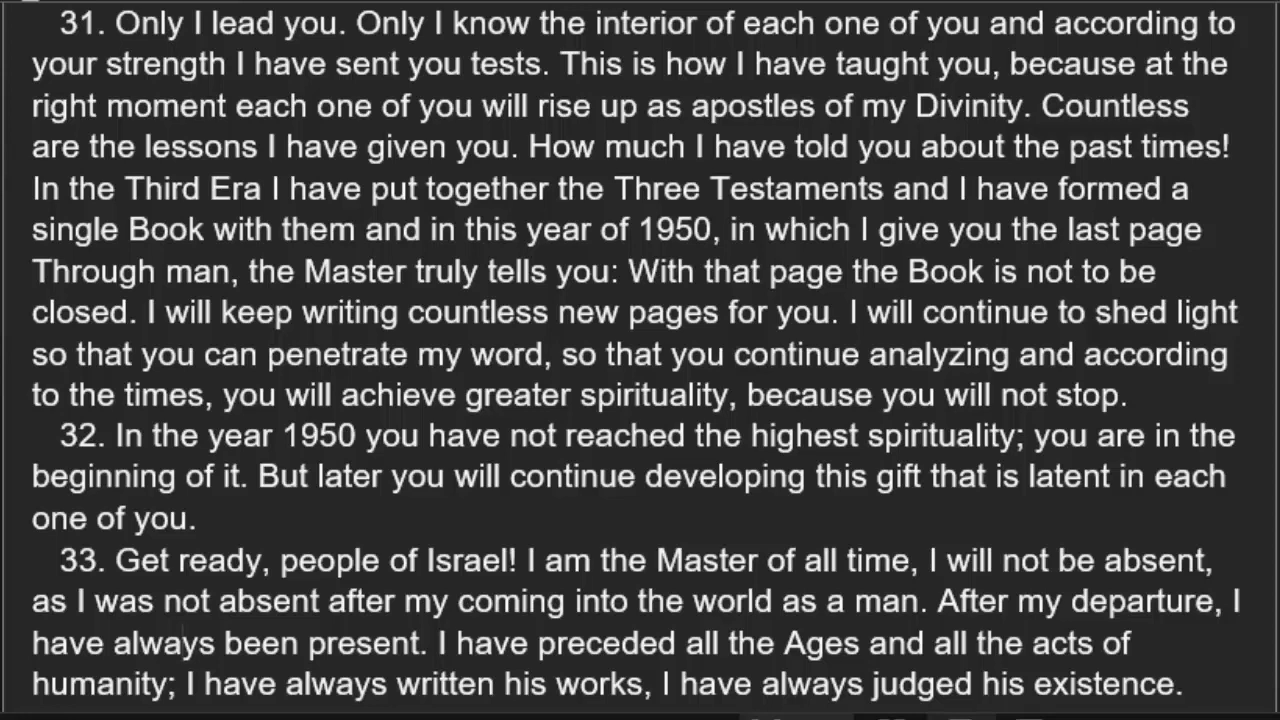 31. Only I lead you. Only I know the interior of each one of you and according to
your strength I have sent you tests. This is how I have taught you, because at the
right moment each one of you will rise up as apostles of my Divinity. Countless
are the lessons I have given you. How much I have told you about the past times!
In the Third Era I have put together the Three Testaments and I have formed a
single Book with them and in this year of 1950, in which I give you the last page
Through man, the Master truly tells you: With that page the Book is not to be
closed. I will keep writing countless new pages for you. I will continue to shed light
so that you can penetrate my word, so that you continue analyzing and according
to the times, you will achieve greater spirituality, because you will not stop.
32. In the year 1950 you have not reached the highest spirituality; you are in the
beginning of it. But later you will continue developing this gift that is latent in each
one of you.
33. Get ready, people of Israel! I am the Master of all time, I will not be absent,
as I was not absent after my coming into the world as a man. After my departure, I
have always been present. I have preceded all the Ages and all the acts of
humanity; I have always written his works, I have always judged his existence.